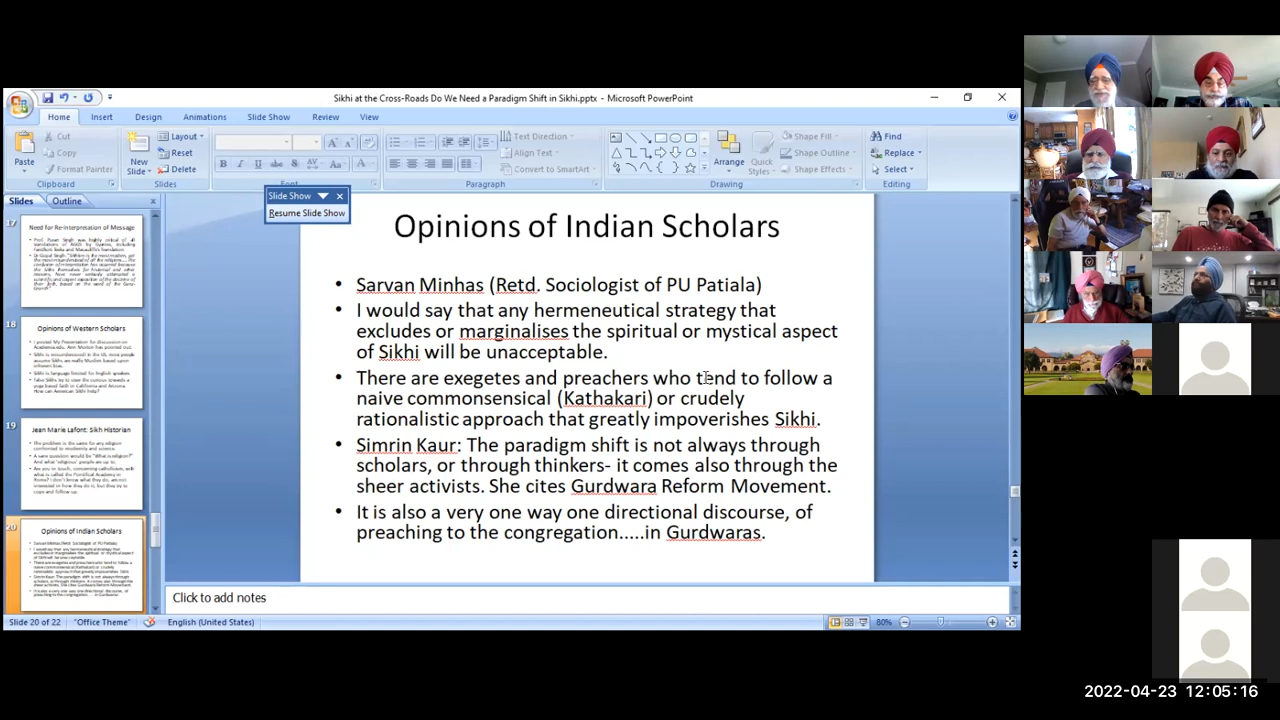 Sikhi at the Cross-Roads Do We Need a Paradigm Shift in Sikhi.pptx - Microsoft PowerPoint
Home Insert Design Animations Slide Show Review View
Paste
Cut
Copy
Format Painter
Clipboard
New
Slide
Layout
Reset
Delete
Slides
Font
Text Direction
Align Text
Convert to SmartArt
Paragraph
Arrange
Quick
Styles
Shape Fill
Shape Outline
Shape Effects
Drawing
Find
Replace
Select
Editing
Slide Show
Resume Slide Show
Slides Outline
17
Need for Re-interpretation of Message
18
Opinions of Western Scholars
19
Jean Marie Lafont: Sikh Historian
20
Opinions of Indian Scholars
Opinions of Indian Scholars
• Sarvan Minhas (Retd. Sociologist of PU Patiala)
• I would say that any hermeneutical strategy that
excludes or marginalises the spiritual or mystical aspect
of Sikhi will be unacceptable.
• There are exegetes and preachers who tend to follow a
naive commonsensical (Kathakari) or crudely
rationalistic approach that greatly impoverishes Sikhi.
• Simrin Kaur: The paradigm shift is not always through
scholars, or through thinkers- it comes also through the
sheer activists. She cites Gurdwara Reform Movement.
• It is also a very one way one directional discourse, of
preaching to the congregation.....in Gurdwaras.
Click to add notes
Slide 20 of 22 "Office Theme" English (United States) 80%
2022-04-23 12:05:16